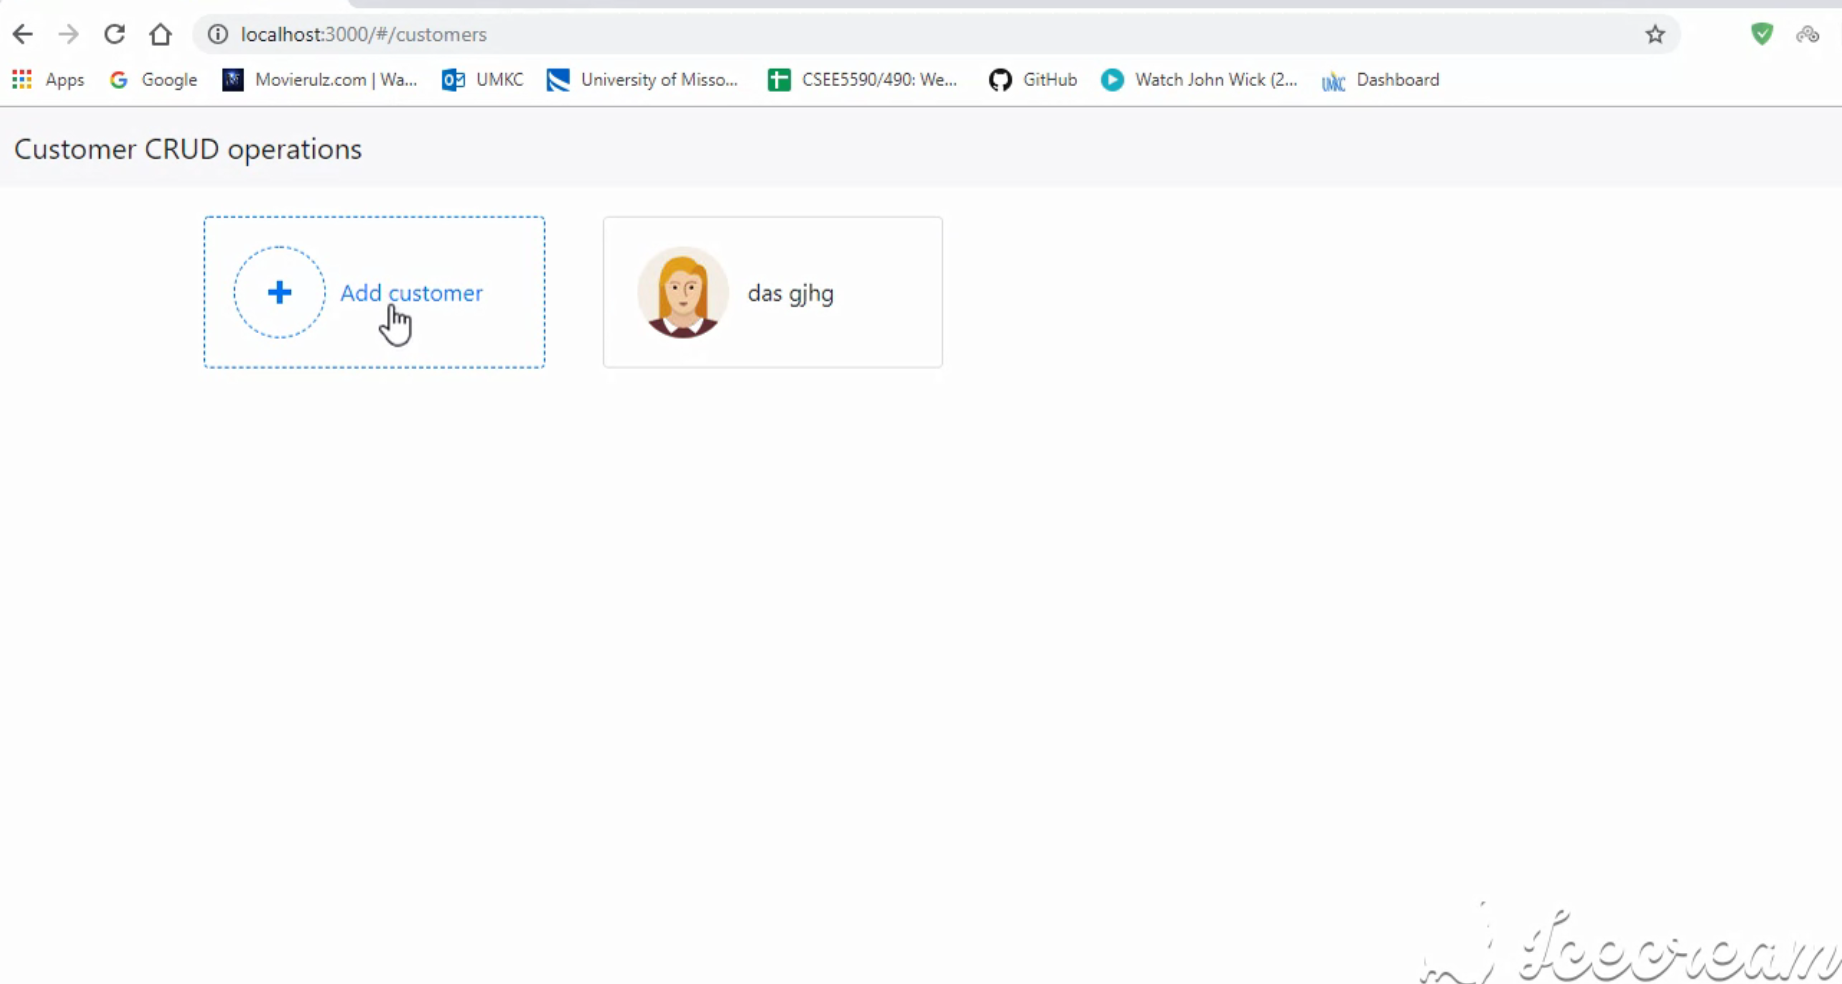 localhost:3000/#/customers
Apps Google Movierulz.com | Wa... UMKC University of Misso... CSEE5590/490: We... GitHub Watch John Wick (2... UMKC Dashboard
Customer CRUD operations
Add customer
das gjhg
Icecream